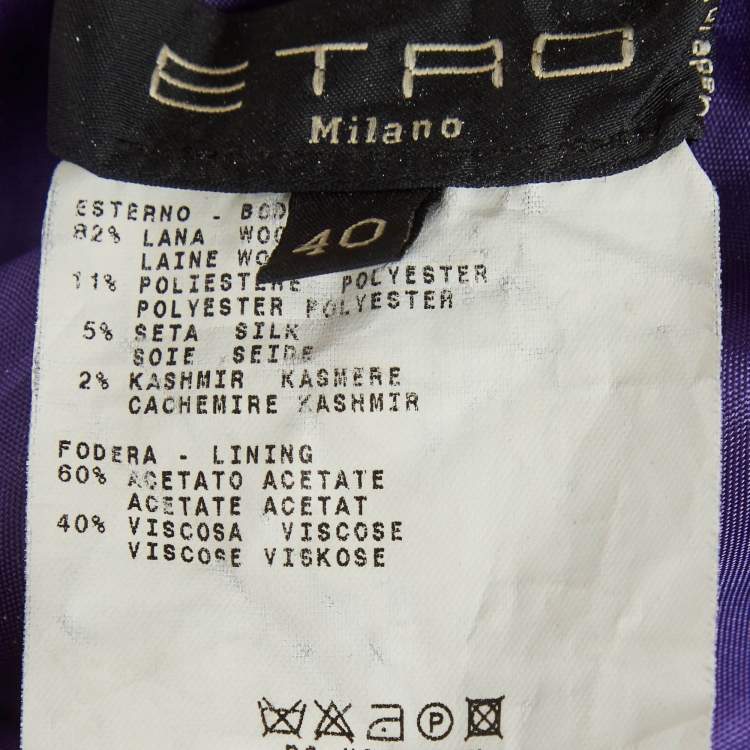 ETRO
Milano
40
ESTERNO - BOD
82% LANA WOO
LAINE WO
11% POLIESTERE POLYESTER
POLYESTER POLYESTER
5% SETA SILK
SOIE SEIDE
2% KASHMIR KASMERE
CACHEMIRE KASHMIR
FODERA - LINING
60% ACETATO ACETATE
ACETATE ACETAT
40% VISCOSA VISCOSE
VISCOSE VISKOSE
P